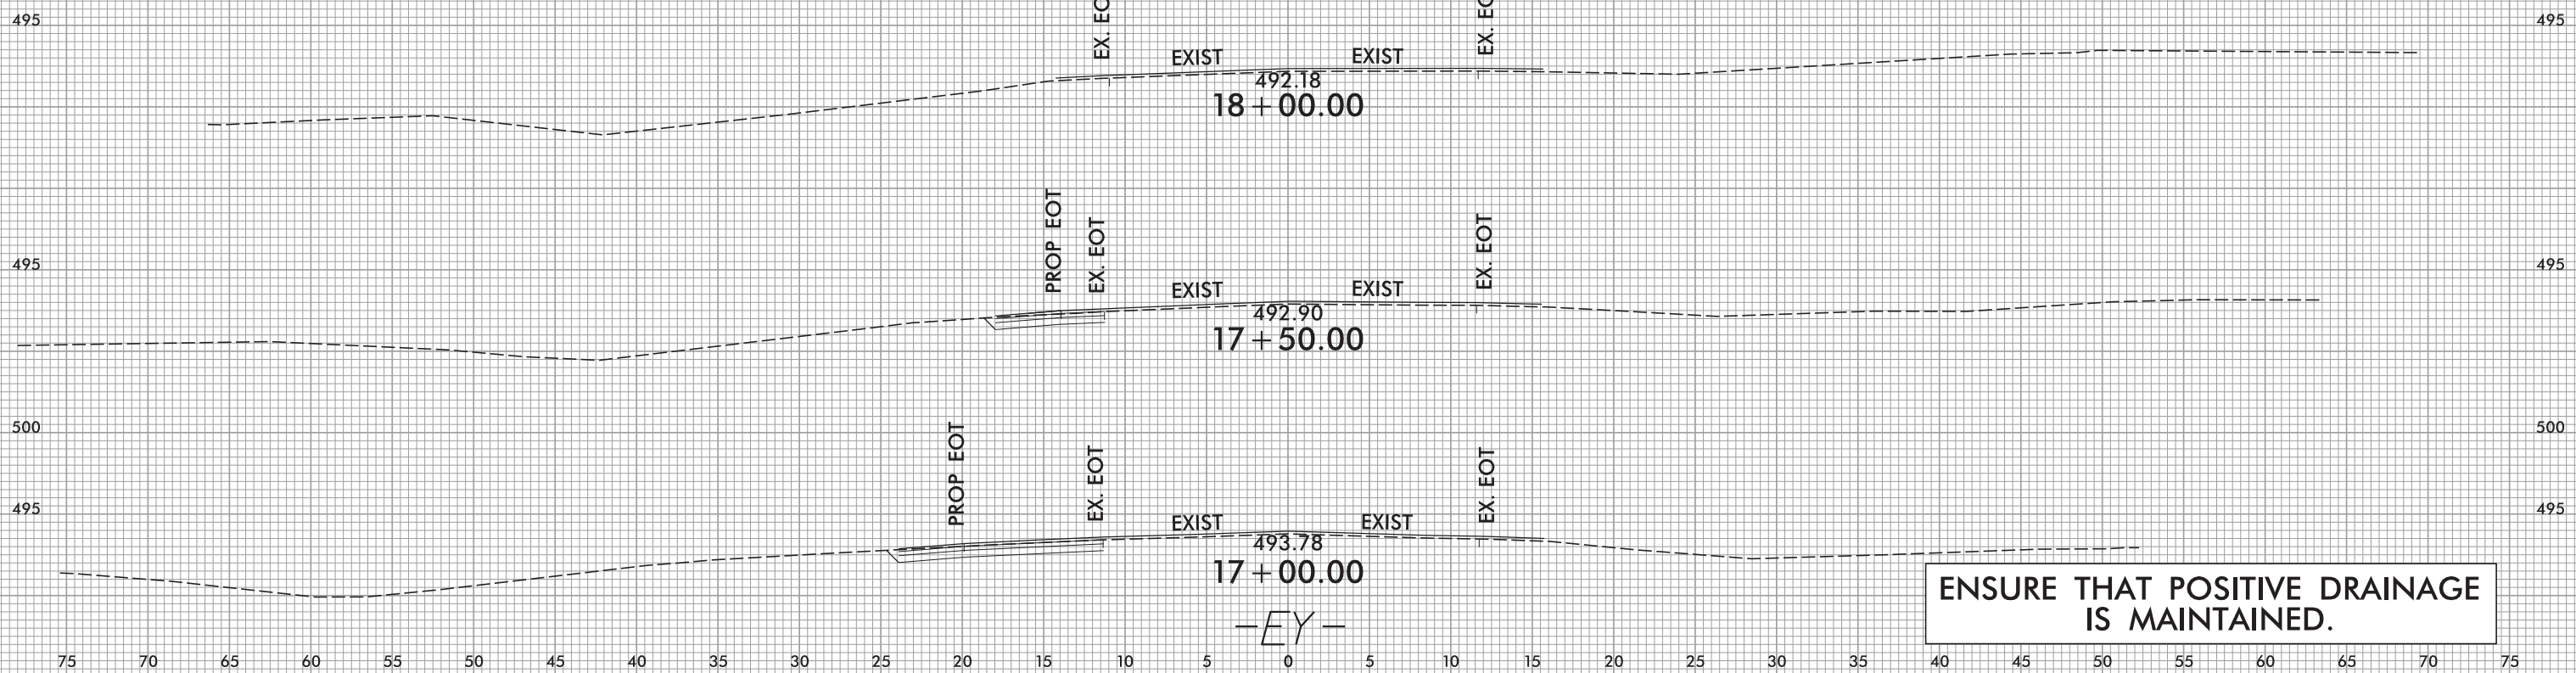 495 495
EX. EO EX. EO
EXIST EXIST
492.18
18+00.00
PROP EOT EX. EOT EX. EOT
495 495
EXIST EXIST
492.90
17+50.00
500 500
PROP EOT EX. EOT EX. EOT
495 495
EXIST EXIST
493.78
17+00.00
-EY-
ENSURE THAT POSITIVE DRAINAGE
IS MAINTAINED.
75 70 65 60 55 50 45 40 35 30 25 20 15 10 5 0 5 10 15 20 25 30 35 40 45 50 55 60 65 70 75